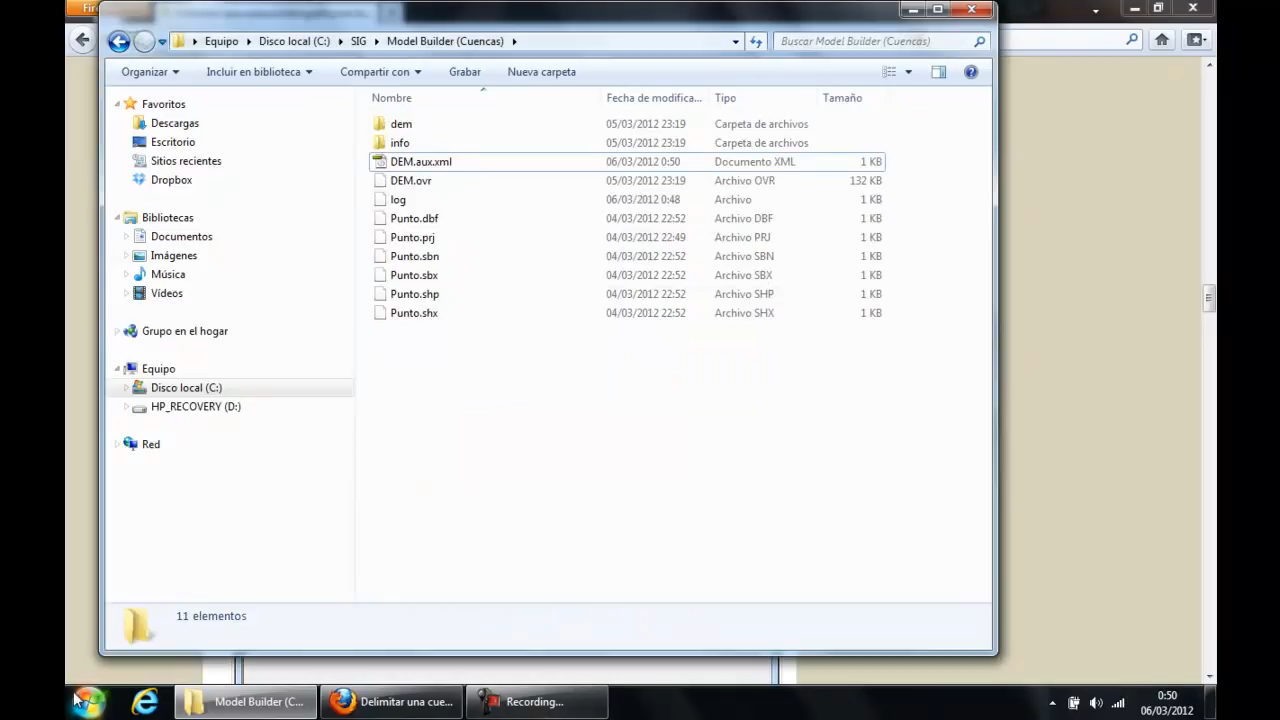 Fir
Equipo Disco local (C:) SIG Model Builder (Cuencas)
Buscar Model Builder (Cuencas)
Organizar Incluir en biblioteca Compartir con Grabar Nueva carpeta
Favoritos
Descargas
Escritorio
Sitios recientes
Dropbox
Bibliotecas
Documentos
Imágenes
Música
Vídeos
Grupo en el hogar
Equipo
Disco local (C:)
HP_RECOVERY (D:)
Red
Nombre Fecha de modifica... Tipo Tamaño
dem 05/03/2012 23:19 Carpeta de archivos
info 05/03/2012 23:19 Carpeta de archivos
DEM.aux.xml 06/03/2012 0:50 Documento XML 1 KB
DEM.ovr 05/03/2012 23:19 Archivo OVR 132 KB
log 06/03/2012 0:48 Archivo 1 KB
Punto.dbf 04/03/2012 22:52 Archivo DBF 1 KB
Punto.prj 04/03/2012 22:49 Archivo PRJ 1 KB
Punto.sbn 04/03/2012 22:52 Archivo SBN 1 KB
Punto.sbx 04/03/2012 22:52 Archivo SBX 1 KB
Punto.shp 04/03/2012 22:52 Archivo SHP 1 KB
Punto.shx 04/03/2012 22:52 Archivo SHX 1 KB
11 elementos
Model Builder (C... Delimitar una cue... Recording...
0:50
06/03/2012